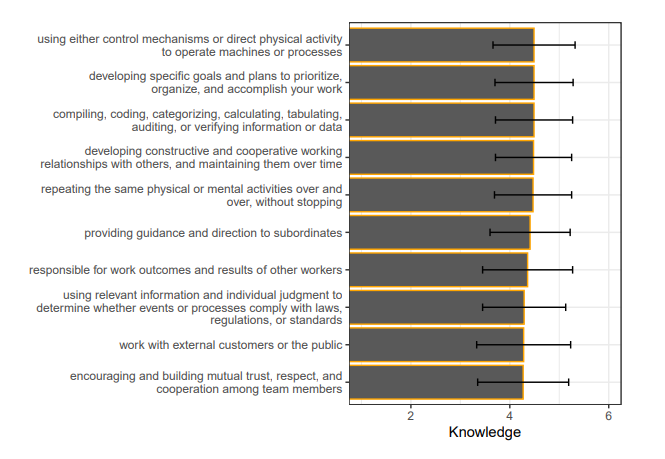 using either control mechanisms or direct physical activity
to operate machines or processes
developing specific goals and plans to prioritize,
organize, and accomplish your work
compiling, coding, categorizing, calculating, tabulating,
auditing, or verifying information or data
developing constructive and cooperative working
relationships with others, and maintaining them over time
repeating the same physical or mental activities over and
over, without stopping
providing guidance and direction to subordinates
responsible for work outcomes and results of other workers
using relevant information and individual judgment to
determine whether events or processes comply with laws,
regulations, or standards
work with external customers or the public
encouraging and building mutual trust, respect, and
cooperation among team members
2 4 6
Knowledge